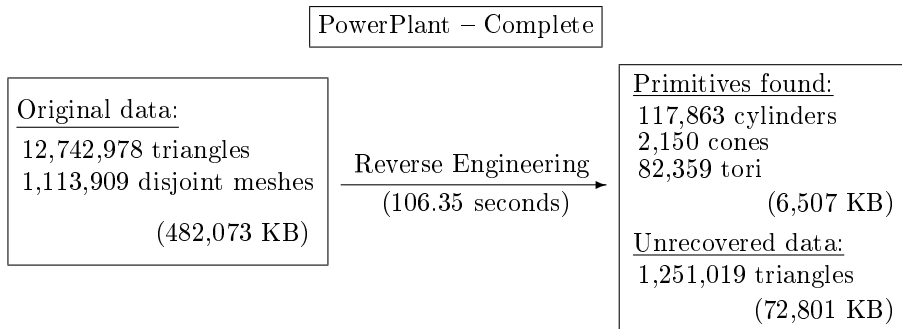 PowerPlant – Complete
Original data:
12,742,978 triangles
1,113,909 disjoint meshes
(482,073 KB)
Reverse Engineering
(106.35 seconds)
Primitives found:
117,863 cylinders
2,150 cones
82,359 tori
(6,507 KB)
Unrecovered data:
1,251,019 triangles
(72,801 KB)